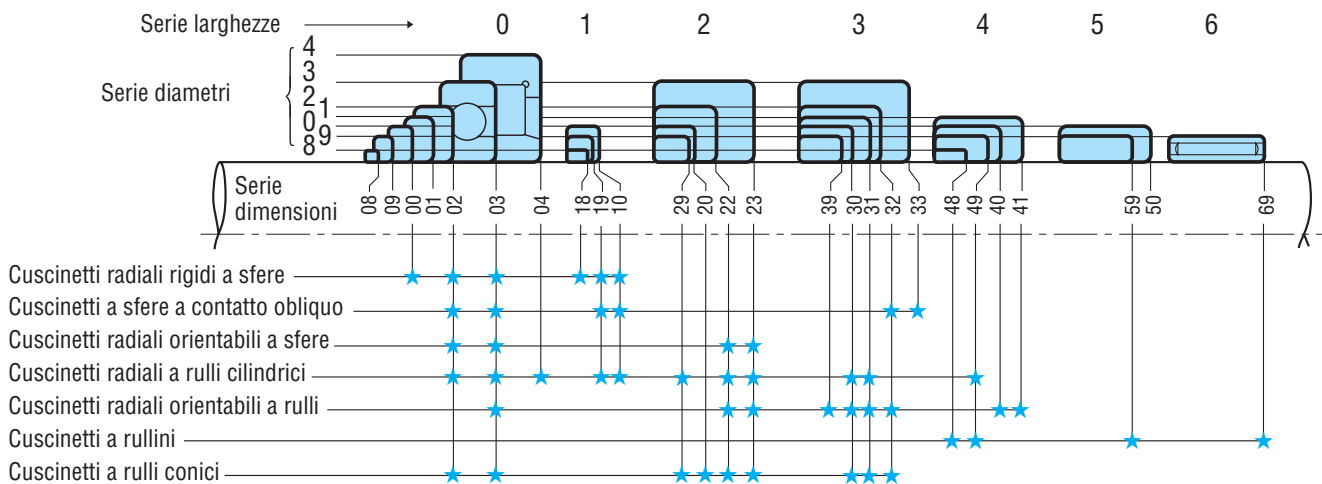 Serie larghezze 0 1 2 3 4 5 6
Serie diametri
4
3
2
1
0
9
8
Serie
dimensioni
08 09 00 01 02 03 04 18 19 10 29 20 22 23 39 30 31 32 33 48 49 40 41 59 50 69
Cuscinetti radiali rigidi a sfere
Cuscinetti a sfere a contatto obliquo
Cuscinetti radiali orientabili a sfere
Cuscinetti radiali a rulli cilindrici
Cuscinetti radiali orientabili a rulli
Cuscinetti a rullini
Cuscinetti a rulli conici